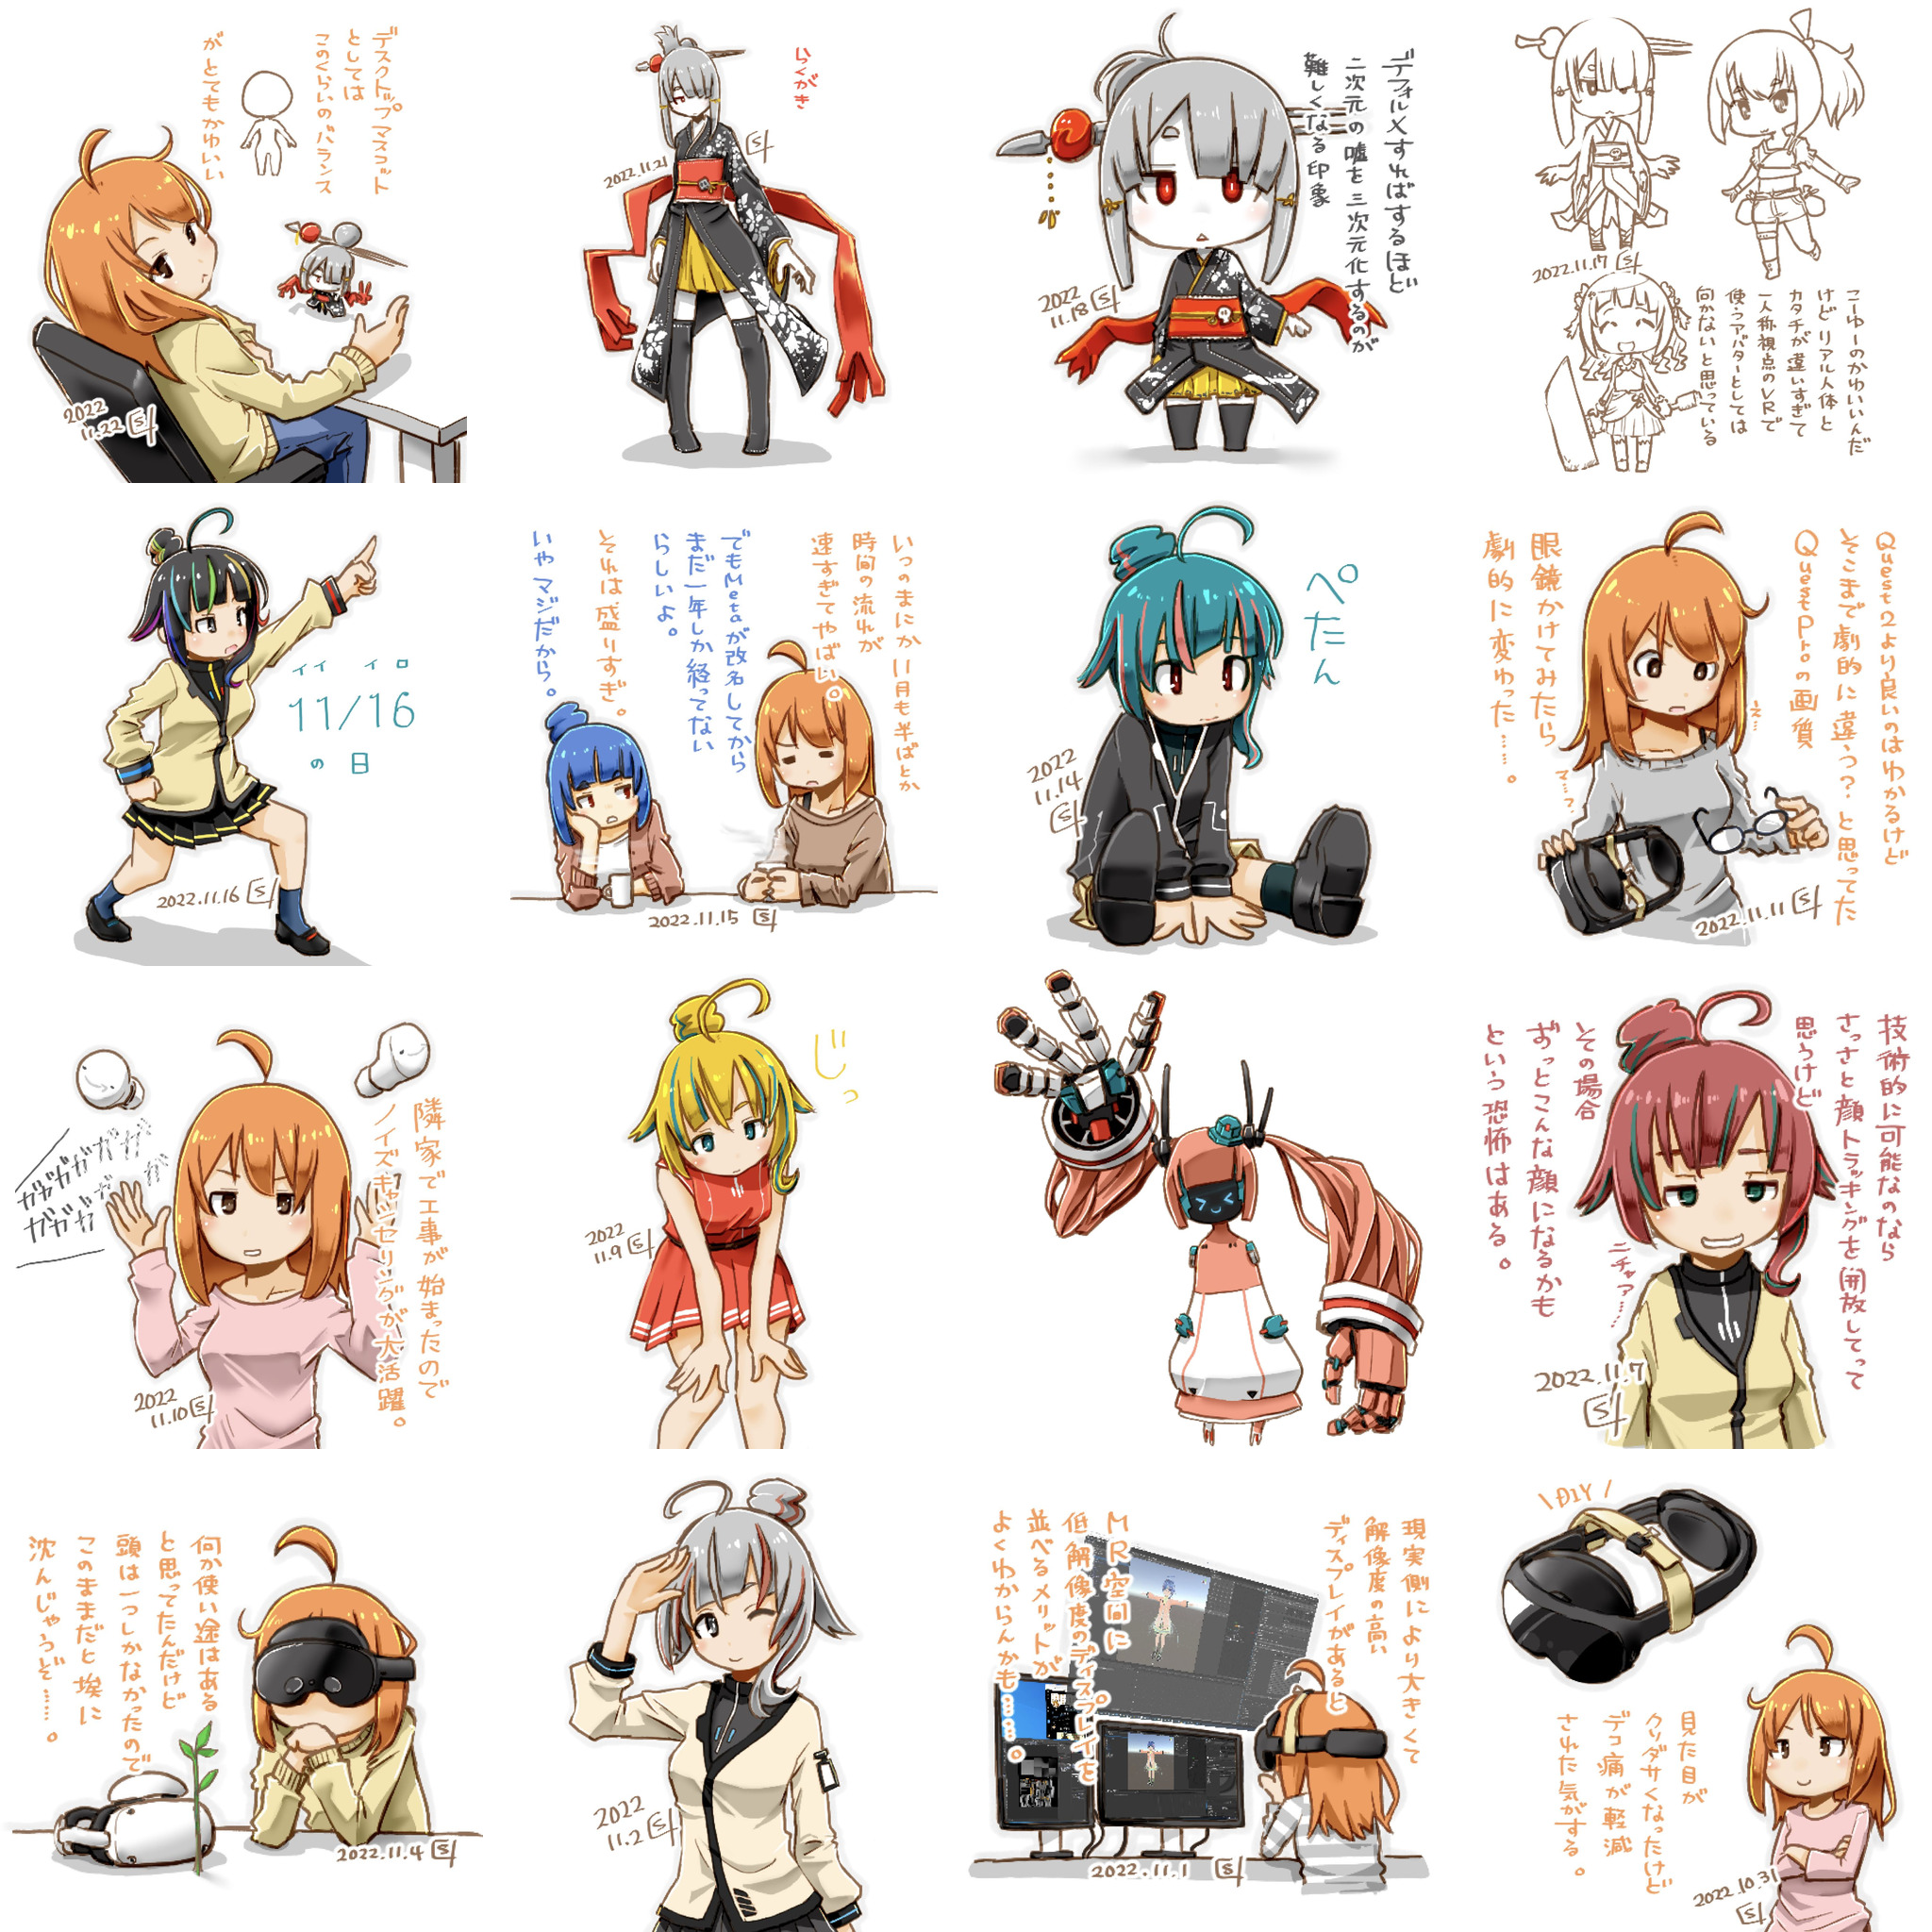 デスクトップマスコット
としては
このくらいのバランス
が とてもかわいい
2022
11.22
らくがき
2022.11.21
デフォルメすればするほど
二次元の嘘を三次元化するのが
難しくなる印象
2022
11.18
2022.11.17
こーゆーのかわいいんだ
けど リアル人体と
カタチが違いすぎて
一人称視点のVRで
使うアバターとしては
向かないと思っている
イイ イロ
11/16
の 日
2022.11.16
いつのまにか11月も半ばとか
時間の流れが
速すぎてやばい。
でもMetaが改名してから
まだ一年しか経ってない
らしいよ。
それは盛りすぎ。
いや マジだから。
2022.11.15
ぺたん
2022
11.14
Quest2より良いのはわかるけど
そこまで劇的に違う?と思ってた
QuestProの画質
え…
眼鏡かけてみたら
劇的に変わった……。
マ…?
2022.11.11
ガガガガガガガ
ガガガガ
隣家で工事が始まったので
ノイズキャンセリングが大活躍。
2022
11.10
じっ
2022
11.9
技術的に可能なのなら
さっさと顔トラッキングを(開)放してって
思うけど
その場合
ずっとこんな顔になるかも
という恐怖はある。
ニチャァ……
2022.11.7
何か使い途はある
と思ってたんだけど
頭は一つしかなかったので
このままだと埃に
沈んじゃうぞ……。
2022.11.4
2022
11.2
現実側により大きくて
解像度の高い
ディスプレイがあると
MR空間に
低解像度のディスプレイを
並べるメリットが
よくわからんかも……。
2022.11.1
\DIY/
見た目が
クソダサくなったけど
デコ痛が軽減
された気がする。
2022.10.31